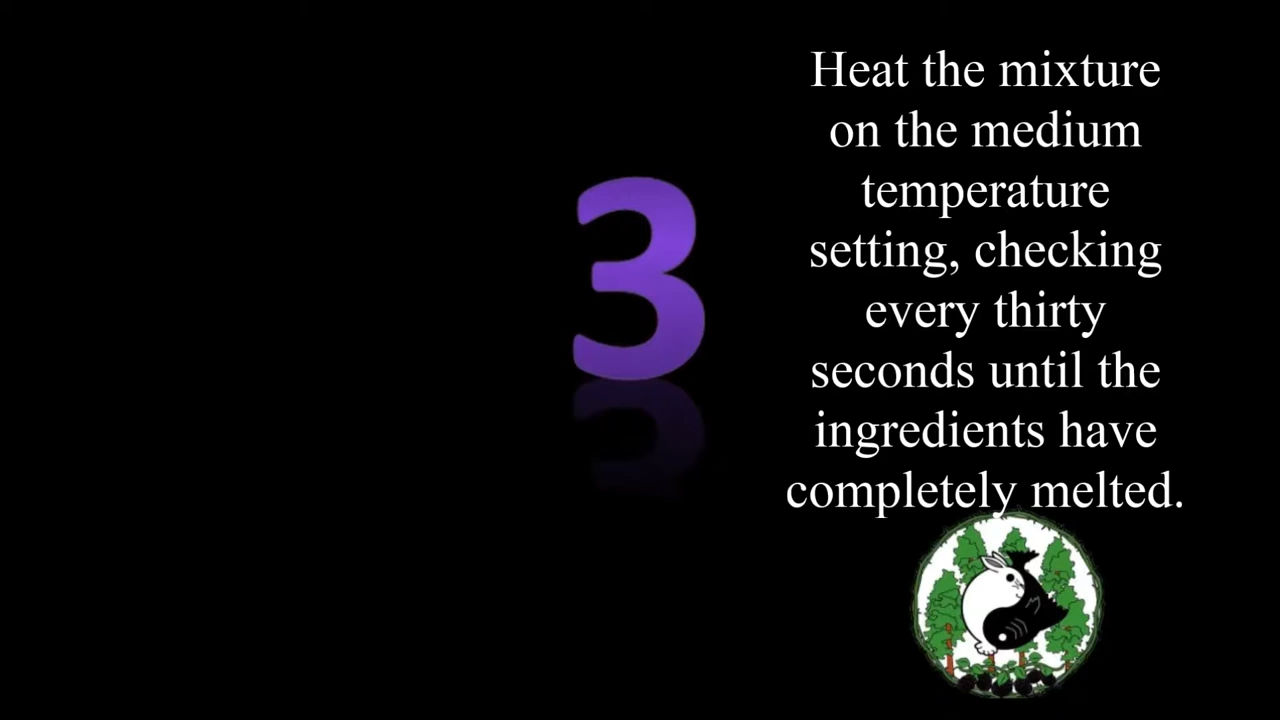 3
Heat the mixture
on the medium
temperature
setting, checking
every thirty
seconds until the
ingredients have
completely melted.